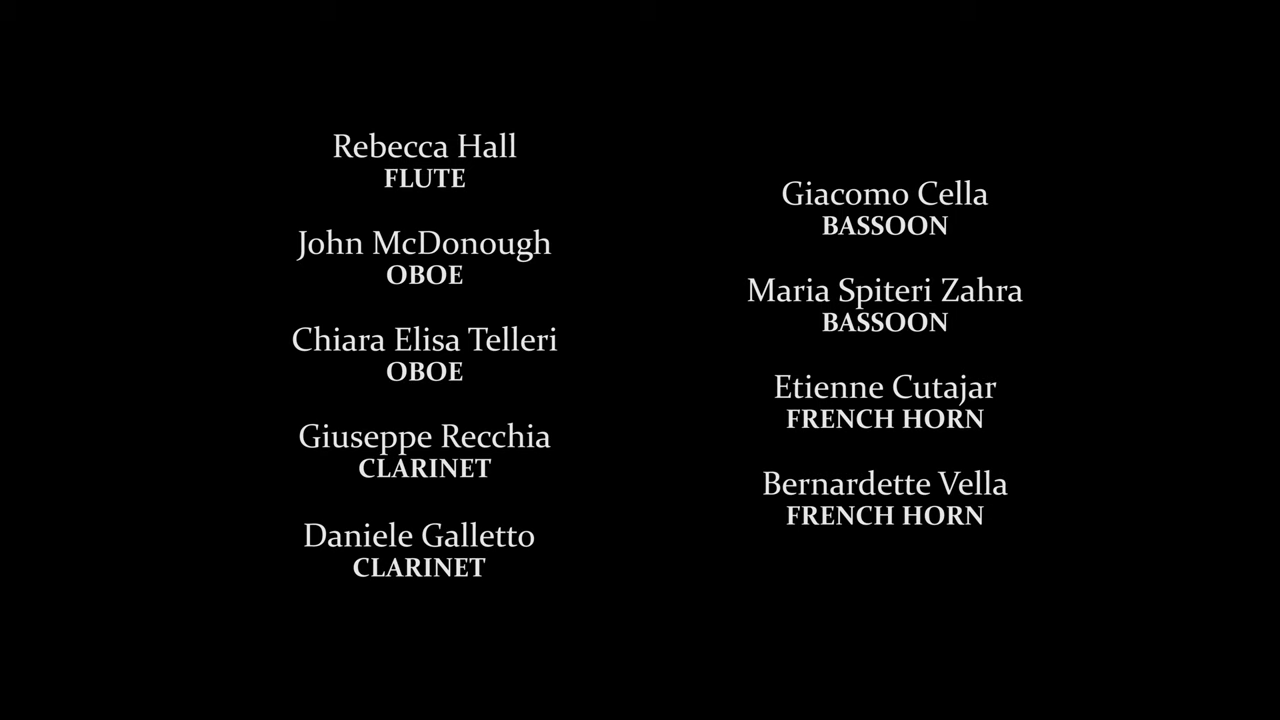 Rebecca Hall
FLUTE
John McDonough
OBOE
Chiara Elisa Telleri
OBOE
Giuseppe Recchia
CLARINET
Daniele Galletto
CLARINET
Giacomo Cella
BASSOON
Maria Spiteri Zahra
BASSOON
Etienne Cutajar
FRENCH HORN
Bernardette Vella
FRENCH HORN